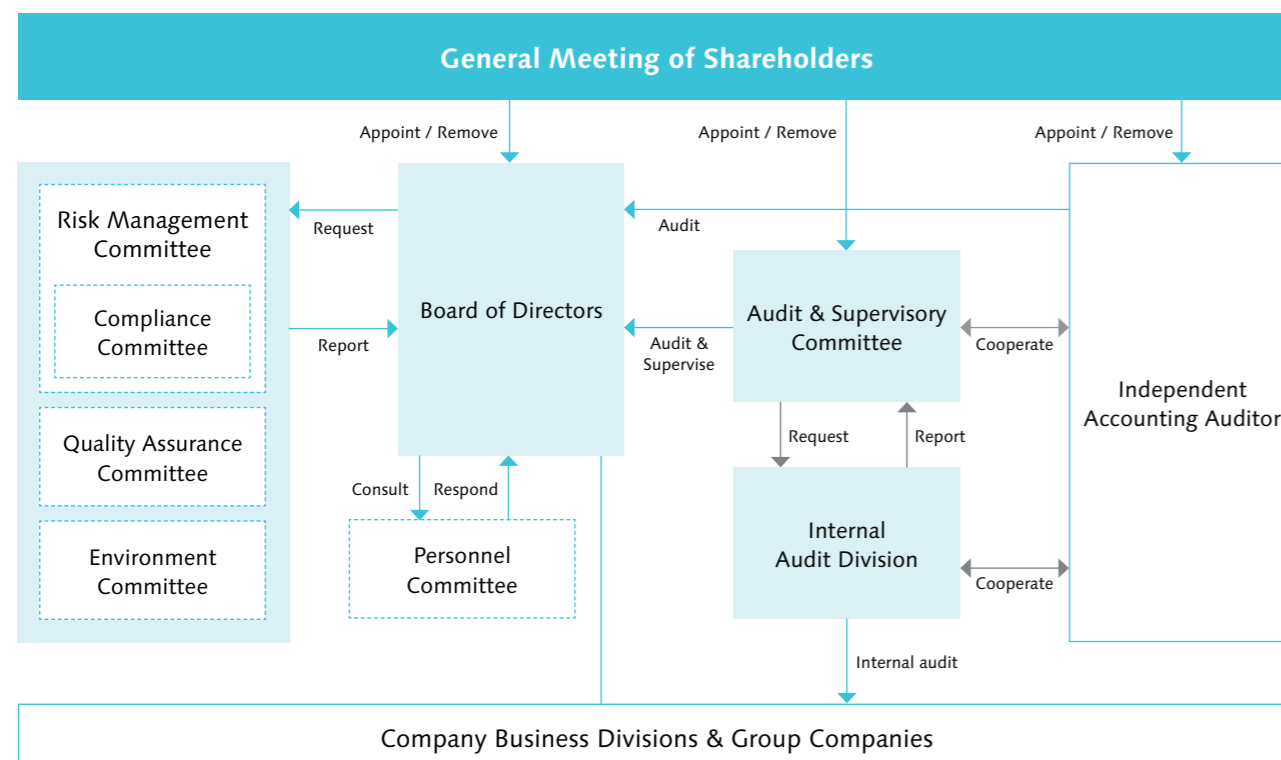 General Meeting of Shareholders
Appoint / Remove
Appoint / Remove
Appoint / Remove
Risk Management
Committee
Compliance
Committee
Quality Assurance
Committee
Environment
Committee
Request
Report
Board of Directors
Consult
Respond
Personnel
Committee
Audit
Audit &
Supervise
Audit & Supervisory
Committee
Cooperate
Request
Report
Internal
Audit Division
Cooperate
Internal audit
Independent
Accounting Auditor
Company Business Divisions & Group Companies